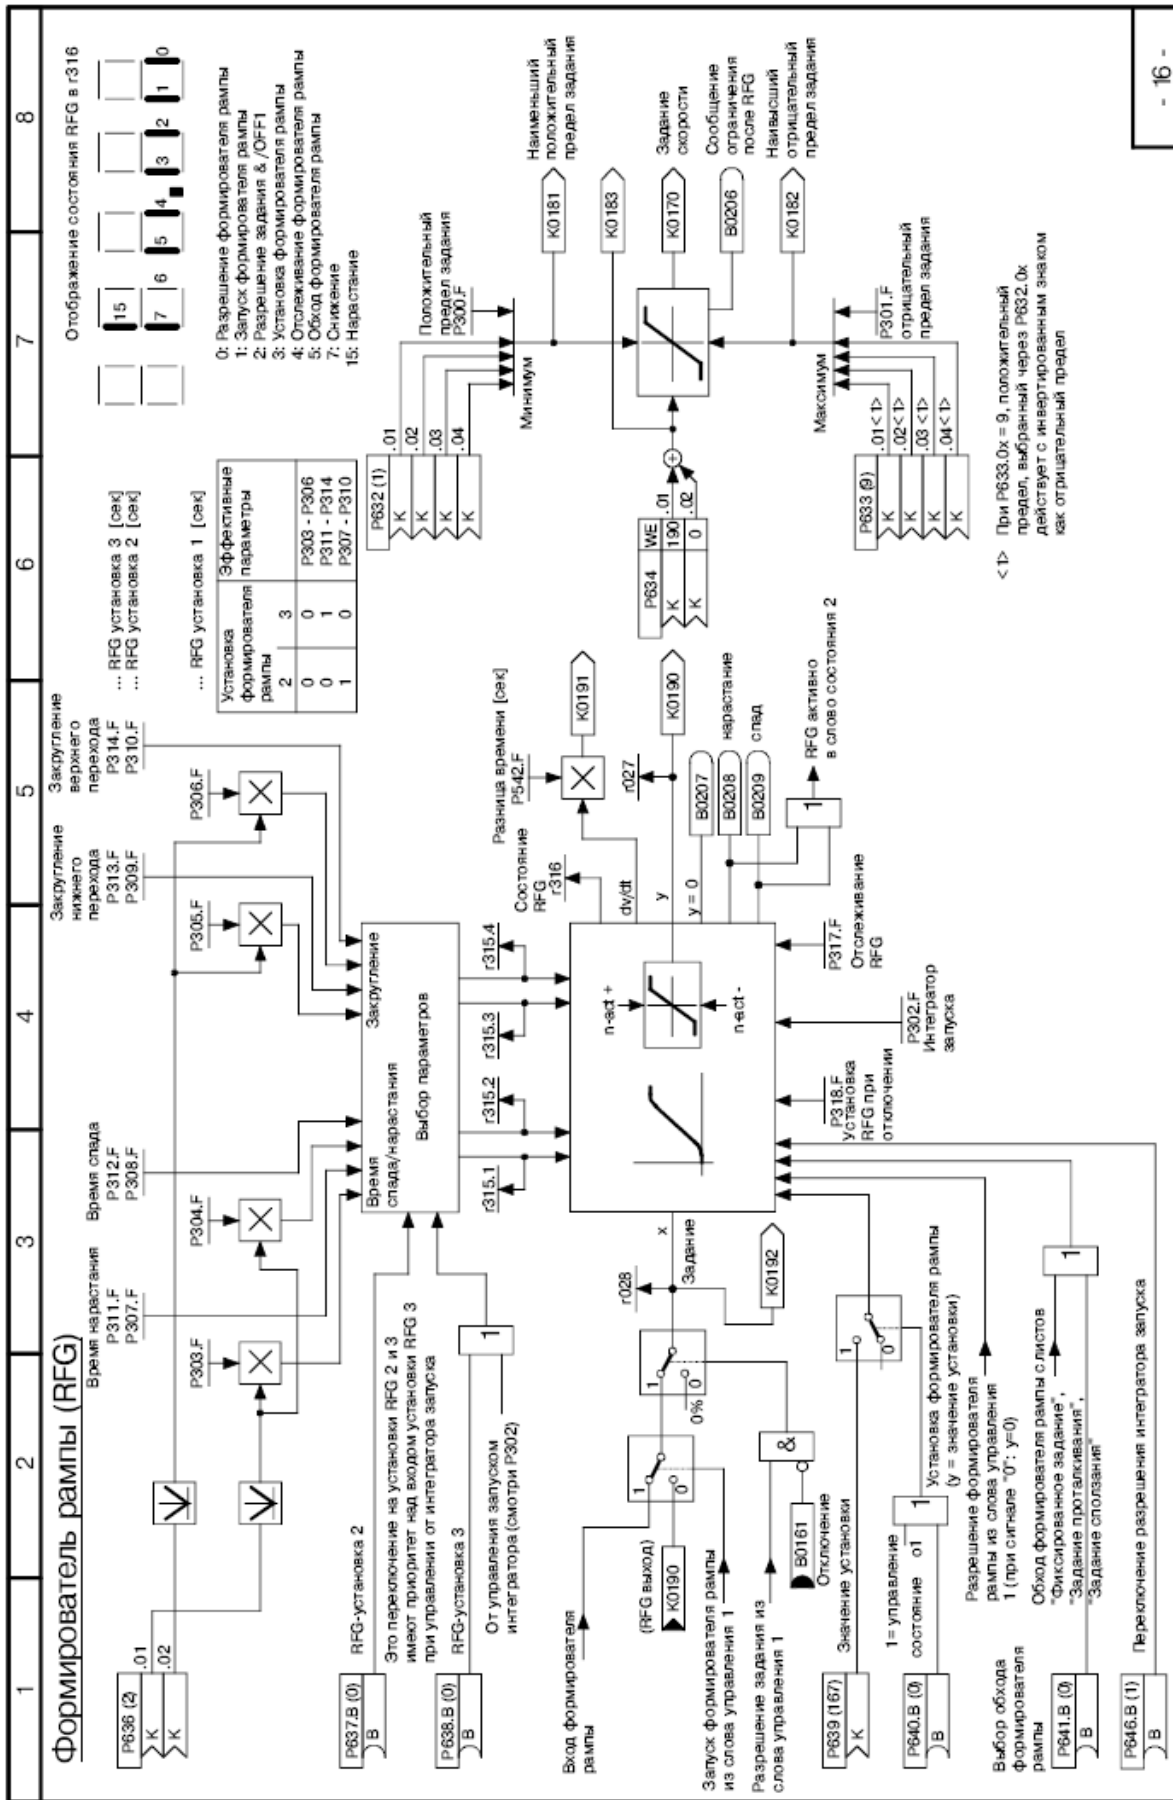 1
2
3
4
5
6
7
8
Формирователь рампы (RFG)
P636 (2)
K
K
.01
.02
Время нарастания
P311.F
P307.F
P303.F
Время спада
P312.F
P308.F
P304.F
Закругление
нижнего
перехода
P313.F
P309.F
P305.F
Закругление
верхнего
перехода
P314.F
P310.F
P306.F
... RFG установка 3 [сек]
... RFG установка 2 [сек]
... RFG установка 1 [сек]
Установка
формирователя
рампы
Эффективные
параметры
2
3
0
0
P303 - P306
0
1
P311 - P314
1
0
P307 - P310
Отображение состояния RFG в r316
15
7
6
5
4
3
2
1
0
0: Разрешение формирователя рампы
1: Запуск формирователя рампы
2: Разрешение задания & /OFF1
3: Установка формирователя рампы
4: Отслеживание формирователя рампы
5: Обход формирователя рампы
7: Снижение
15: Нарастание
P637.B (0)
B
RFG-установка 2
Это переключение на установки RFG 2 и 3
имеют приоритет над входом установки RFG 3
при управлении от интегратора запуска
P638.B (0)
B
RFG-установка 3
От управления запуском
интегратора (смотри P302)
1
Время
спада/нарастания
Закругление
Выбор параметров
r315.1
r315.2
r315.3
r315.4
Вход формирователя
рампы
(RFG выход)
K0190
1
0
1
0
0%
Запуск формирователя рампы
из слова управления 1
Разрешение задания из
слова управления 1
B0161
Отключение
&
r028
x
Задание
K0192
n-act +
n-act -
Состояние
RFG
r316
dv/dt
Разница времени [сек]
P542.F
K0191
r027
y
K0190
y = 0
B0207
B0208
нарастание
B0209
спад
1
RFG активно
в слово состояния 2
P318.F
Установка
RFG при
отключении
P302.F
Интегратор
запуска
P317.F
Отслеживание
RFG
P639 (167)
K
Значение установки
1
0
P640.B (0)
B
1= управление
состояние o1
1
Установка формирователя рампы
(y = значение установки)
Разрешение формирователя
рампы из слова управления
1 (при сигнале "0": y=0)
Выбор обхода
формирователя
рампы
P641.B (0)
B
Обход формирователя рампы с листов
"Фиксированное задание",
"Задание проталкивания",
"Задание сползания"
1
P646.B (1)
B
Переключение разрешения интегратора запуска
P632 (1)
K
K
K
K
.01
.02
.03
.04
Минимум
Положительный
предел задания
P300.F
K0181
Наименьший
положительный
предел задания
K0183
P634
WE
K
190
K
0
.01
.02
+
K0170
Задание
скорости
B0206
Сообщение
ограничения
после RFG
K0182
Наивысший
отрицательный
предел задания
P633 (9)
K
K
K
K
.01<1>
.02<1>
.03 <1>
.04<1>
Максимум
P301.F
отрицательный
предел задания
<1> При P633.0x = 9, положительный
предел, выбранный через P632.0x
действует с инвертированным знаком
как отрицательный предел
- 16 -